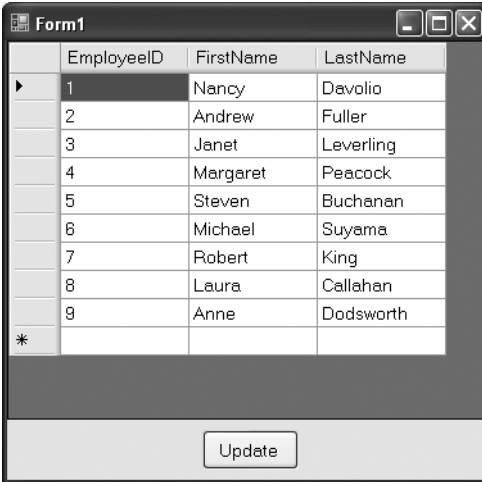 Form1
EmployeeID FirstName LastName
1 Nancy Davolio
2 Andrew Fuller
3 Janet Leverling
4 Margaret Peacock
5 Steven Buchanan
6 Michael Suyama
7 Robert King
8 Laura Callahan
9 Anne Dodsworth
Update